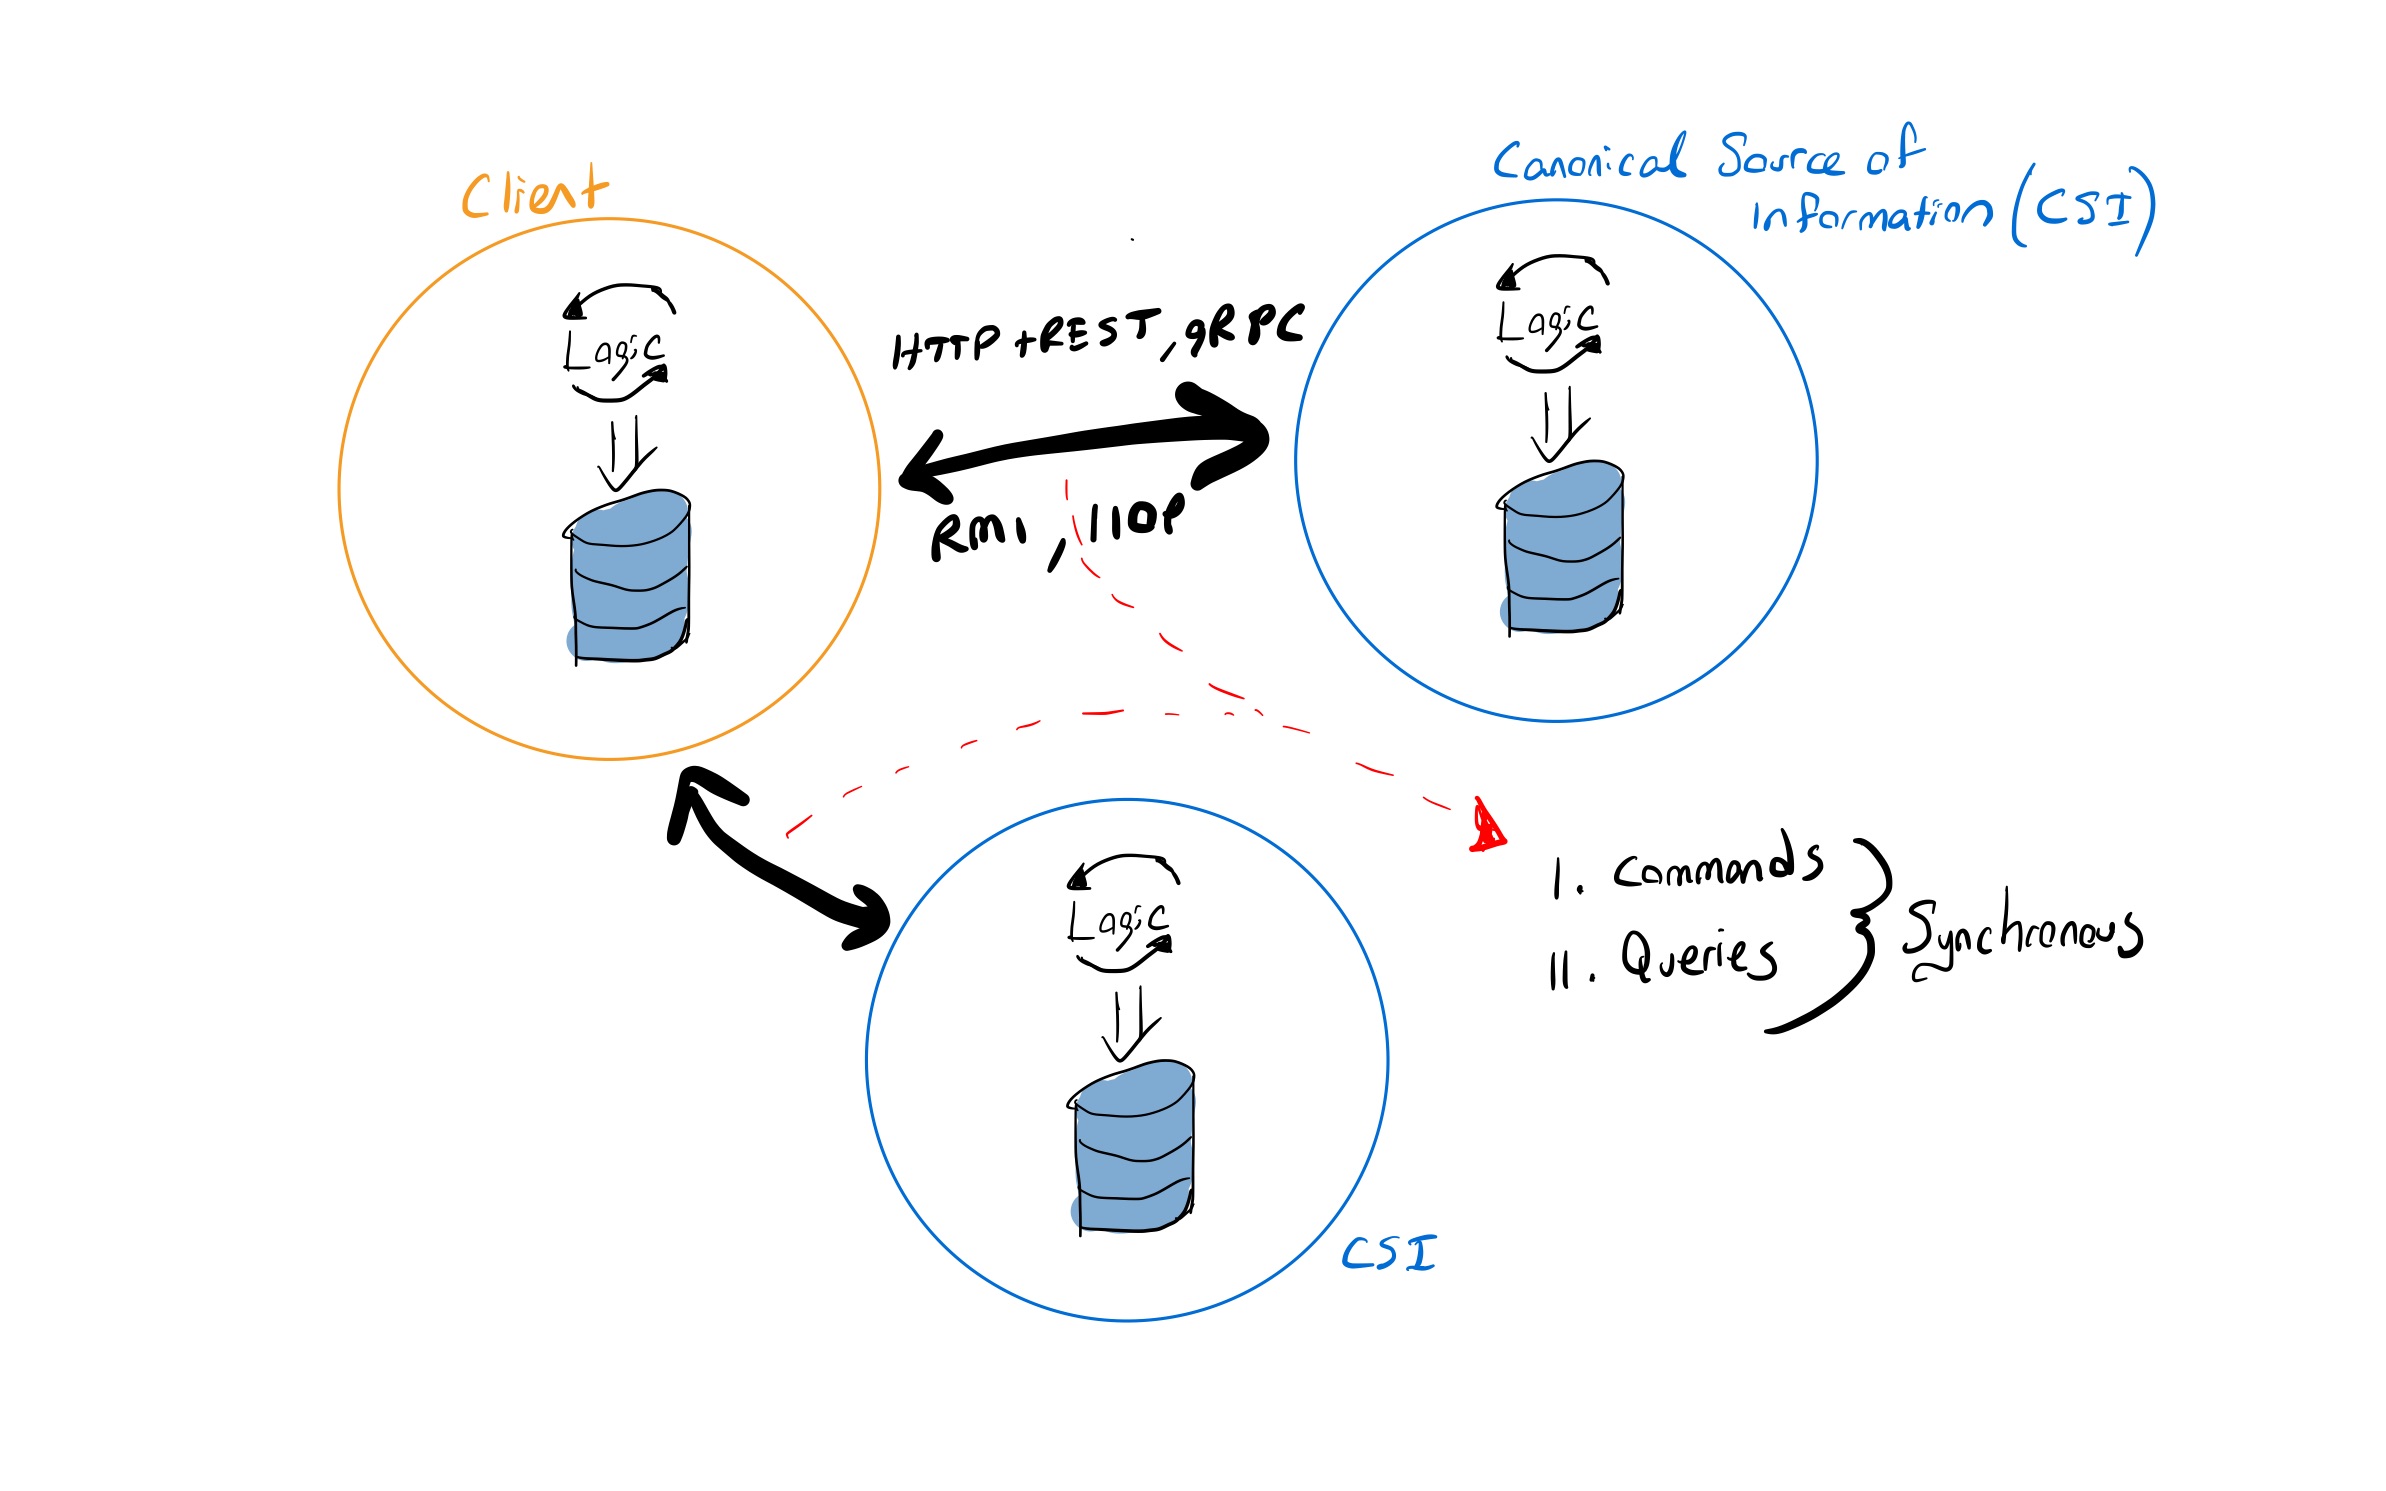 Client
Canonical Source of
Information (CSI)
Logic
HTTP+REST, gRPC
RMI, IIOP
Logic
I. Commands
II. Queries
Synchronous
Logic
CSI